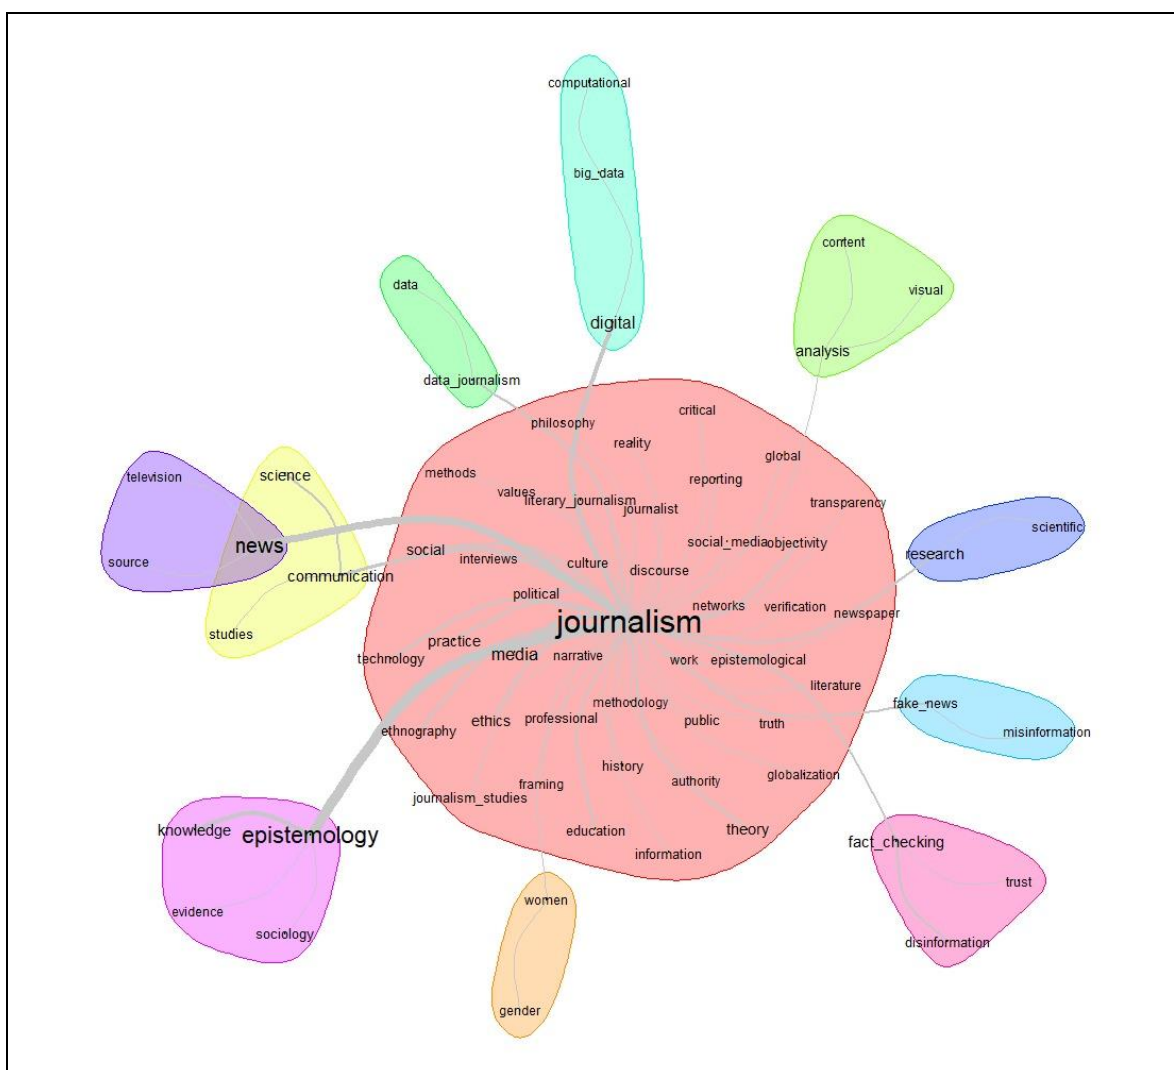 computational
big_data
content
data
visual
digital
analysis
data_journalism
critical
philosophy
reality
global
methods
reporting
television
science
values
literary_journalism
journalist
transparency
scientific
news
social
interviews
social_media
objectivity
research
source
communication
culture
discourse
political
networks
verification
newspaper
journalism
studies
practice
technology
media
narrative
work
epistemological
literature
methodology
fake_news
ethnography
ethics
professional
public
truth
misinformation
history
globalization
framing
authority
journalism_studies
knowledge
epistemology
education
theory
fact_checking
information
trust
women
evidence
sociology
disinformation
gender